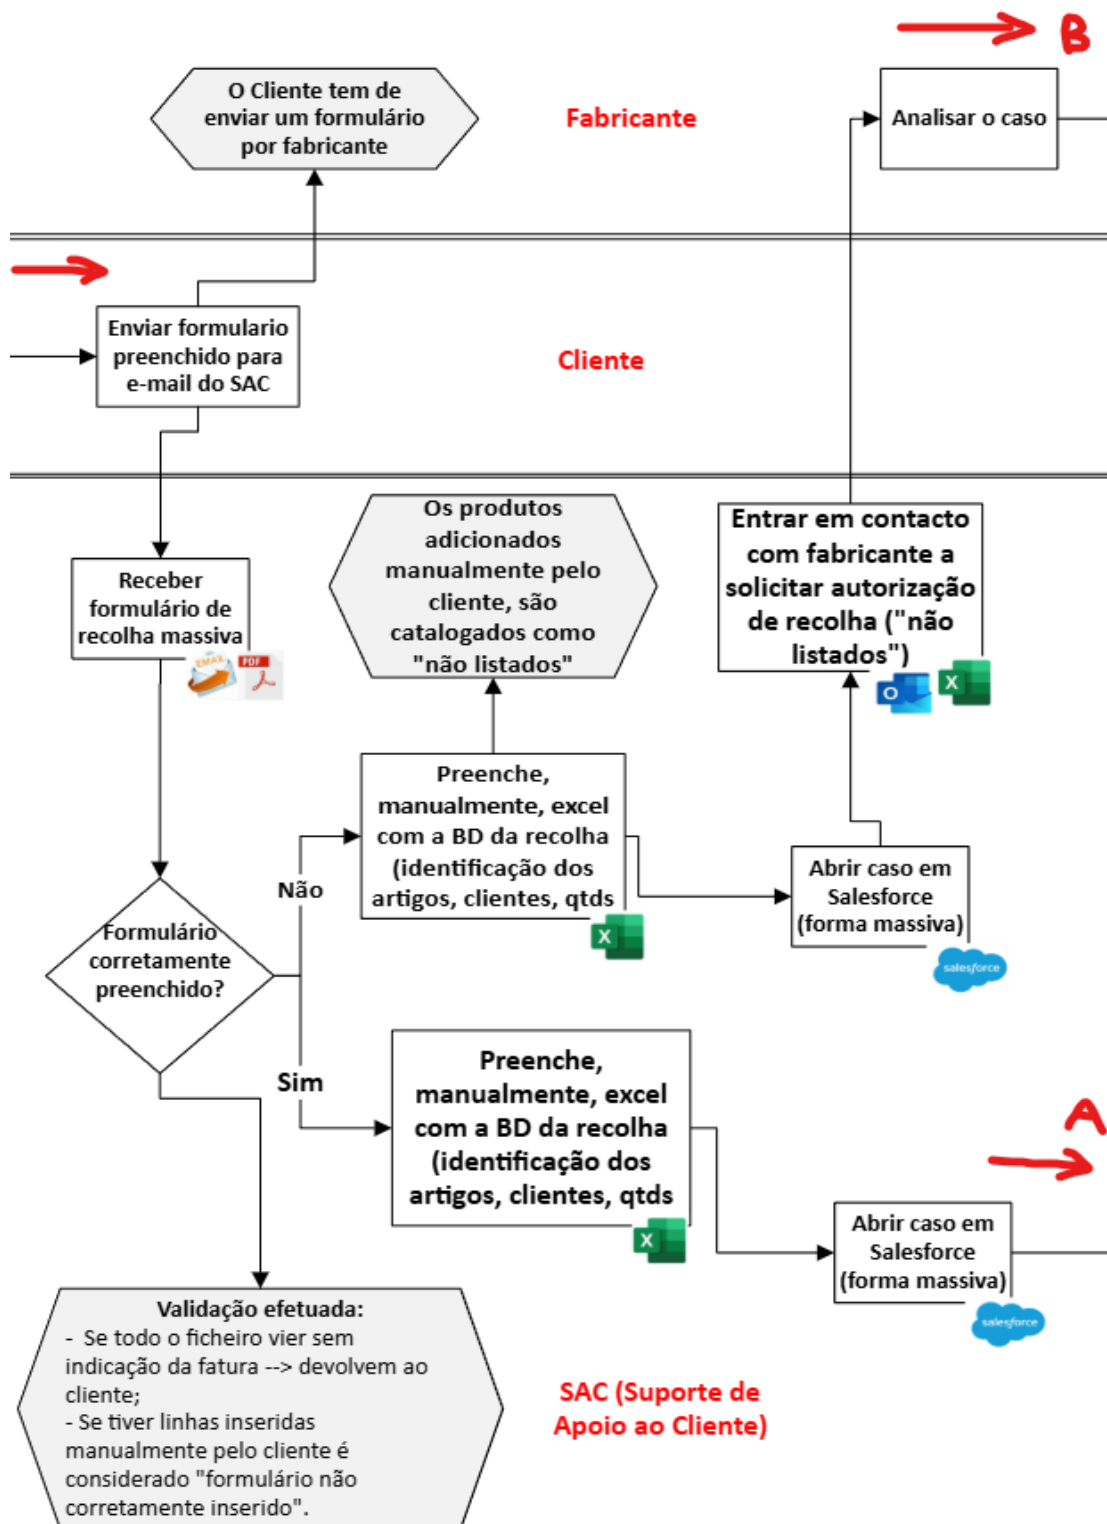 B
O Cliente tem de
enviar um formulário
por fabricante
Fabricante
Analisar o caso
Enviar formulario
preenchido para
e-mail do SAC
Cliente
Os produtos
adicionados
manualmente pelo
cliente, são
catalogados como
"não listados"
Entrar em contacto
com fabricante a
solicitar autorização
de recolha ("não
listados")
O
X
Receber
formulário de
recolha massiva
EMAIL
PDF
Preenche,
manualmente, excel
com a BD da recolha
(identificação dos
artigos, clientes, qtds
X
Abrir caso em
Salesforce
(forma massiva)
salesforce
Não
Formulário
corretamente
preenchido?
Sim
Preenche,
manualmente, excel
com a BD da recolha
(identificação dos
artigos, clientes, qtds
X
A
Abrir caso em
Salesforce
(forma massiva)
salesforce
Validação efetuada:
- Se todo o ficheiro vier sem
indicação da fatura --> devolvem ao
cliente;
- Se tiver linhas inseridas
manualmente pelo cliente é
considerado "formulário não
corretamente inserido".
SAC (Suporte de
Apoio ao Cliente)